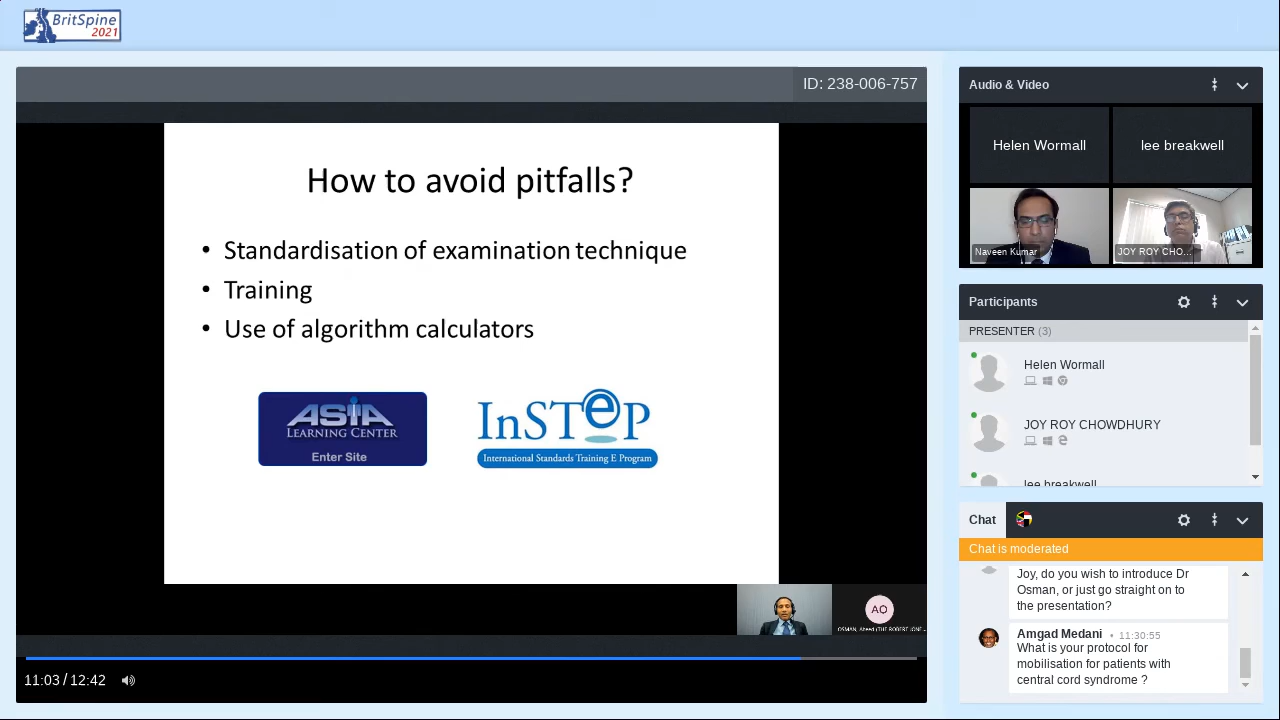 BritSpine
2021
ID: 238-006-757
How to avoid pitfalls?
• Standardisation of examination technique
• Training
• Use of algorithm calculators
ASIA
LEARNING CENTER
Enter Site
InSTeP
International Standards Training E Program
AO
11:03 / 12:42
Audio & Video
Helen Wormall
lee breakwell
Naveen Kumar
JOY ROY CHO...
Participants
PRESENTER (3)
Helen Wormall
JOY ROY CHOWDHURY
lee breakwell
Chat
Chat is moderated
Joy, do you wish to introduce Dr
Osman, or just go straight on to
the presentation?
Amgad Medani • 11:30:55
What is your protocol for
mobilisation for patients with
central cord syndrome ?